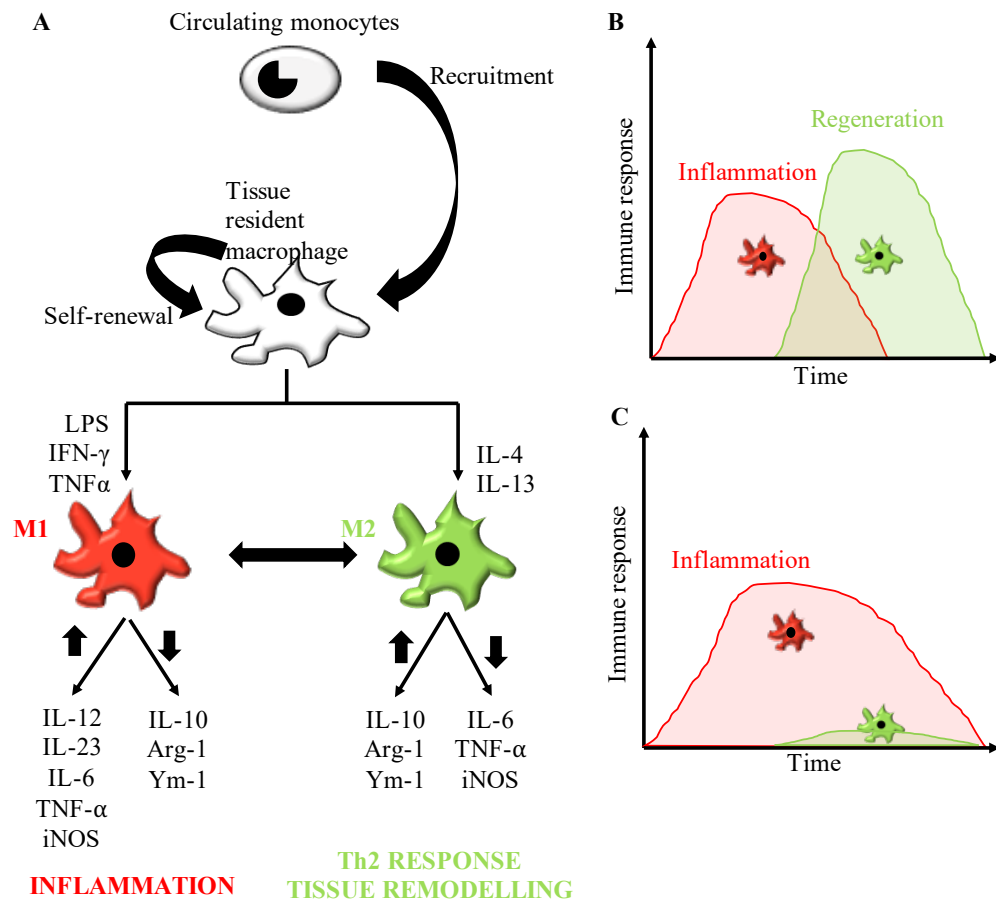 A
Circulating monocytes
Recruitment
Tissue
resident
macrophage
Self-renewal
LPS
IFN-γ
TNFα
IL-4
IL-13
M1
M2
IL-12
IL-23
IL-6
TNF-α
iNOS
IL-10
Arg-1
Ym-1
IL-10
Arg-1
Ym-1
IL-6
TNF-α
iNOS
INFLAMMATION
Th2 RESPONSE
TISSUE REMODELLING
B
Immune response
Inflammation
Regeneration
Time
C
Immune response
Inflammation
Time